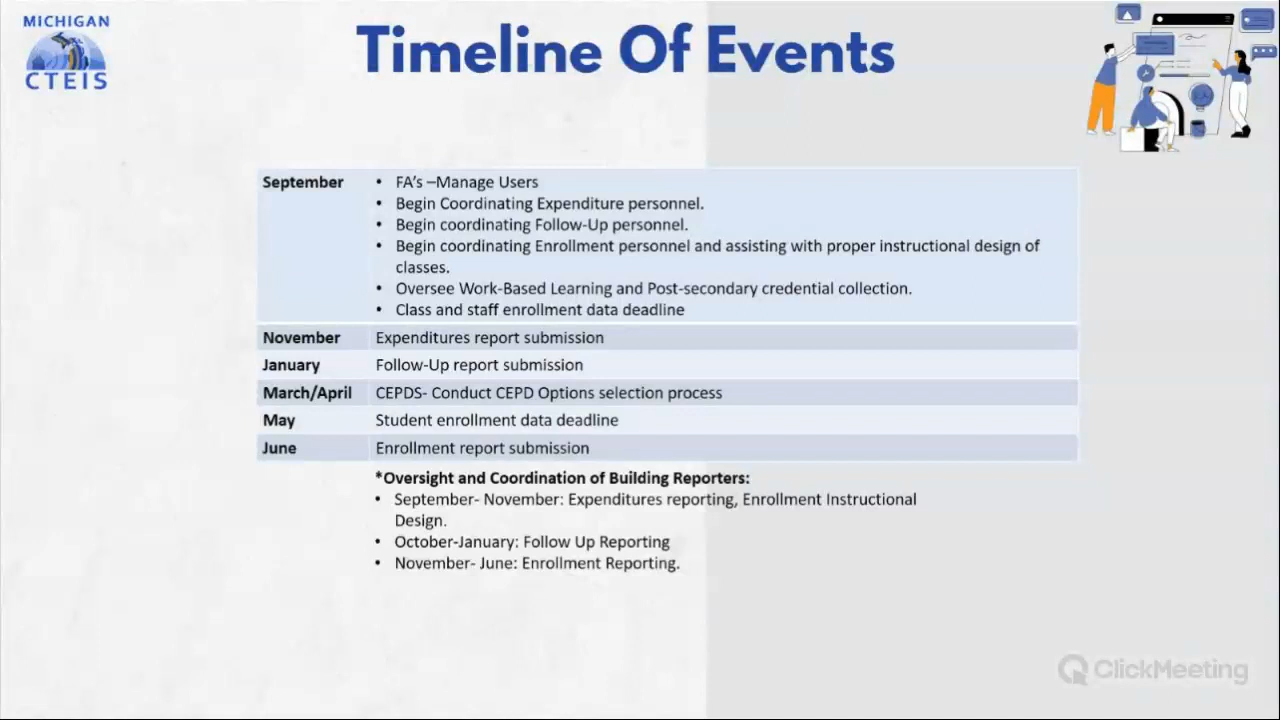 MICHIGAN
CTEIS
Timeline Of Events
September
• FA's –Manage Users
• Begin Coordinating Expenditure personnel.
• Begin coordinating Follow-Up personnel.
• Begin coordinating Enrollment personnel and assisting with proper instructional design of
classes.
• Oversee Work-Based Learning and Post-secondary credential collection.
• Class and staff enrollment data deadline
November Expenditures report submission
January Follow-Up report submission
March/April CEPDS- Conduct CEPD Options selection process
May Student enrollment data deadline
June Enrollment report submission
*Oversight and Coordination of Building Reporters:
• September- November: Expenditures reporting, Enrollment Instructional
Design.
• October-January: Follow Up Reporting
• November- June: Enrollment Reporting.
ClickMeeting